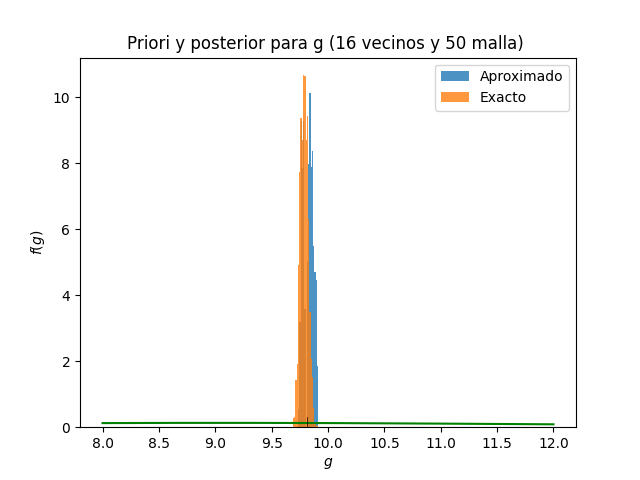 Priori y posterior para g (16 vecinos y 50 malla)
Aproximado
Exacto
f(g)
10
8
6
4
2
0
8.0 8.5 9.0 9.5 10.0 10.5 11.0 11.5 12.0
g